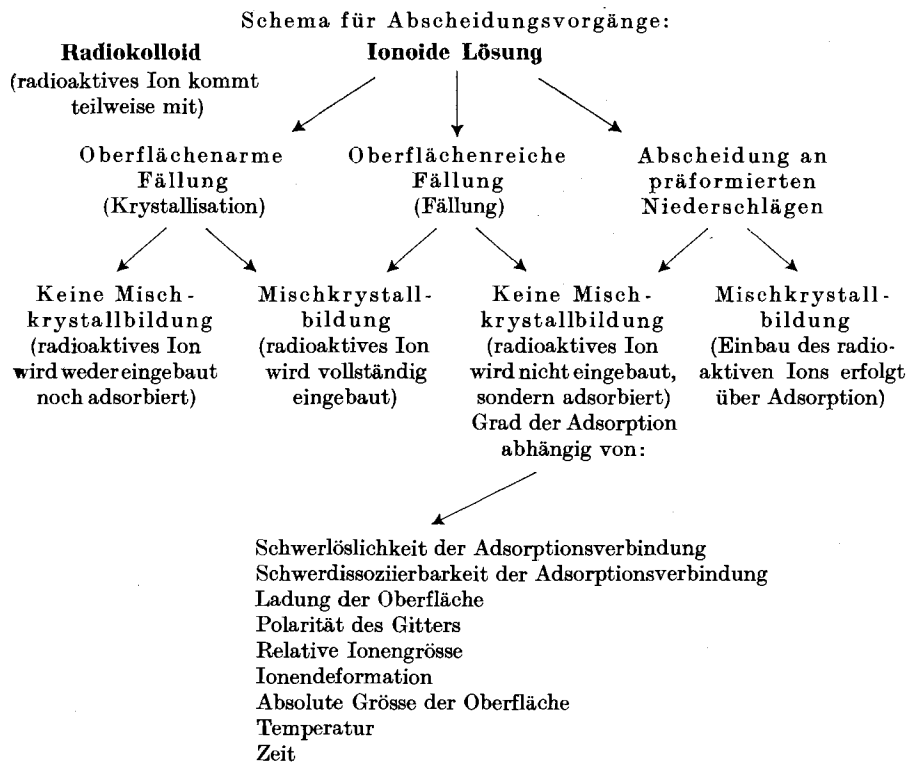 Schema für Abscheidungsvorgänge:
Radiokolloid
(radioaktives Ion kommt
teilweise mit)
Ionoide Lösung
Oberflächenarme
Fällung
(Krystallisation)
Oberflächenreiche
Fällung
(Fällung)
Abscheidung an
präformierten
Niederschlägen
Keine Misch-
krystallbildung
(radioaktives Ion
wird weder eingebaut
noch adsorbiert)
Mischkrystall-
bildung
(radioaktives Ion
wird vollständig
eingebaut)
Keine Misch-
krystallbildung
(radioaktives Ion
wird nicht eingebaut,
sondern adsorbiert)
Grad der Adsorption
abhängig von:
Mischkrystall-
bildung
(Einbau des radio-
aktiven Ions erfolgt
über Adsorption)
Schwerlöslichkeit der Adsorptionsverbindung
Schwerdissoziierbarkeit der Adsorptionsverbindung
Ladung der Oberfläche
Polarität des Gitters
Relative Ionengrösse
Ionendeformation
Absolute Grösse der Oberfläche
Temperatur
Zeit